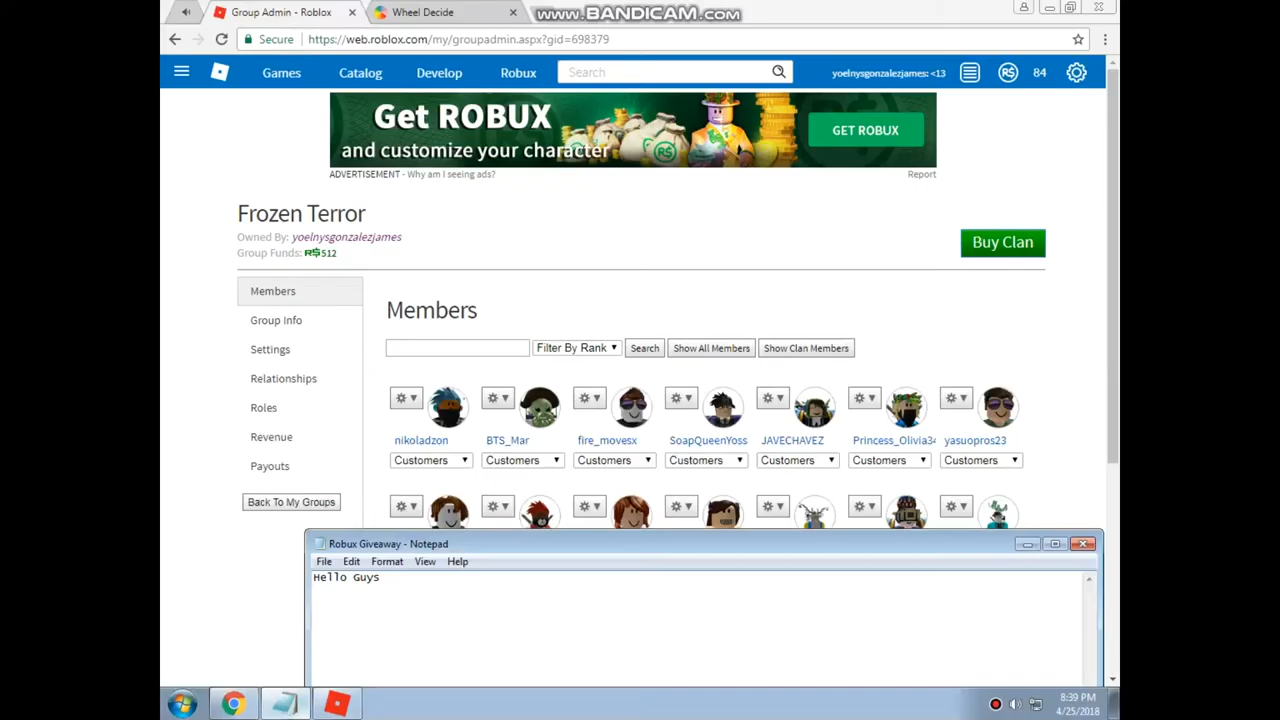 Group Admin - Roblox
Wheel Decide
www.BANDICAM.com
Secure
https://web.roblox.com/my/groupadmin.aspx?gid=698379
Games
Catalog
Develop
Robux
Search
yoelnysgonzalezjames: <13
R$
84
Get ROBUX
and customize your character
R$
GET ROBUX
ADVERTISEMENT - Why am I seeing ads?
Report
Frozen Terror
Owned By: yoelnysgonzalezjames
Group Funds: R$ 512
Buy Clan
Members
Group Info
Settings
Relationships
Roles
Revenue
Payouts
Back To My Groups
Members
Filter By Rank
Search
Show All Members
Show Clan Members
nikoladzon
BTS_Mar
fire_movesx
SoapQueenYoss
JAVECHAVEZ
Princess_Olivia34
yasuopros23
Customers
Customers
Customers
Customers
Customers
Customers
Customers
Robux Giveaway - Notepad
File
Edit
Format
View
Help
Hello Guys
8:39 PM
4/25/2018